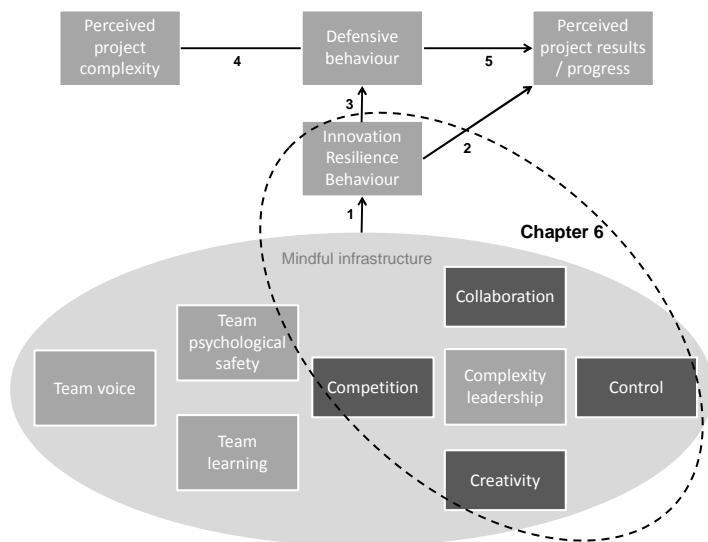 Perceived
project
complexity
4
Defensive
behaviour
5
Perceived
project results
/ progress
3
Innovation
Resilience
Behaviour
2
1
Chapter 6
Mindful infrastructure
Collaboration
Team
psychological
safety
Team voice
Competition
Complexity
leadership
Control
Team
learning
Creativity